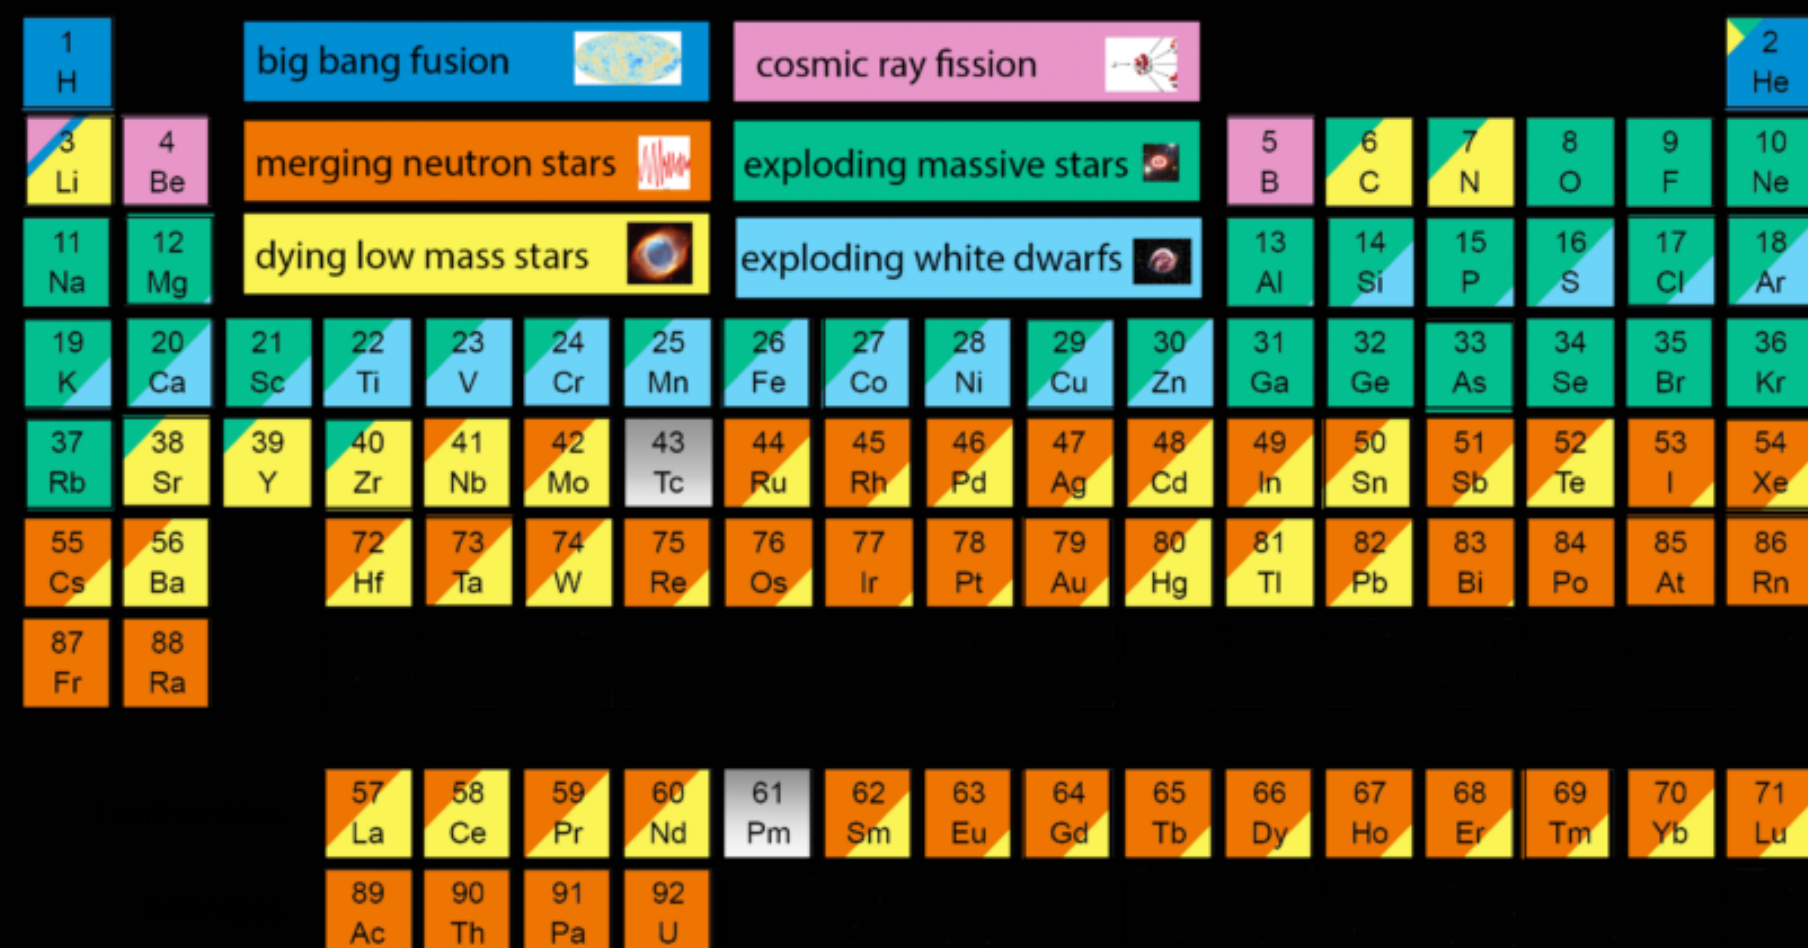 1
H
big bang fusion
cosmic ray fission
2
He
3
Li
4
Be
merging neutron stars
exploding massive stars
5
B
6
C
7
N
8
O
9
F
10
Ne
11
Na
12
Mg
dying low mass stars
exploding white dwarfs
13
Al
14
Si
15
P
16
S
17
Cl
18
Ar
19
K
20
Ca
21
Sc
22
Ti
23
V
24
Cr
25
Mn
26
Fe
27
Co
28
Ni
29
Cu
30
Zn
31
Ga
32
Ge
33
As
34
Se
35
Br
36
Kr
37
Rb
38
Sr
39
Y
40
Zr
41
Nb
42
Mo
43
Tc
44
Ru
45
Rh
46
Pd
47
Ag
48
Cd
49
In
50
Sn
51
Sb
52
Te
53
I
54
Xe
55
Cs
56
Ba
72
Hf
73
Ta
74
W
75
Re
76
Os
77
Ir
78
Pt
79
Au
80
Hg
81
Tl
82
Pb
83
Bi
84
Po
85
At
86
Rn
87
Fr
88
Ra
57
La
58
Ce
59
Pr
60
Nd
61
Pm
62
Sm
63
Eu
64
Gd
65
Tb
66
Dy
67
Ho
68
Er
69
Tm
70
Yb
71
Lu
89
Ac
90
Th
91
Pa
92
U